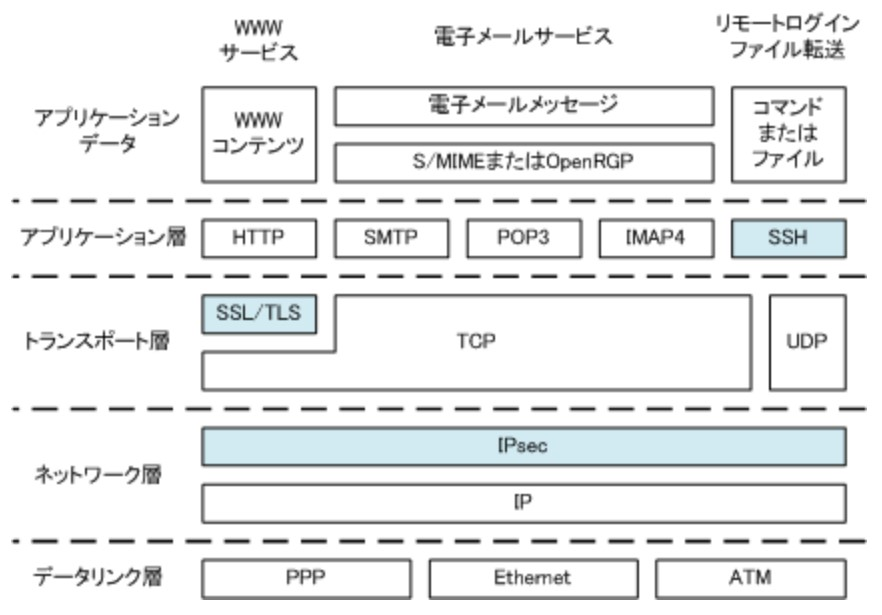 WWW
サービス
電子メールサービス
リモートログイン
ファイル転送
アプリケーション
データ
WWW
コンテンツ
電子メールメッセージ
S/MIMEまたはOpenRGP
コマンド
または
ファイル
アプリケーション層
HTTP
SMTP
POP3
IMAP4
SSH
トランスポート層
SSL/TLS
TCP
UDP
ネットワーク層
IPsec
IP
データリンク層
PPP
Ethernet
ATM